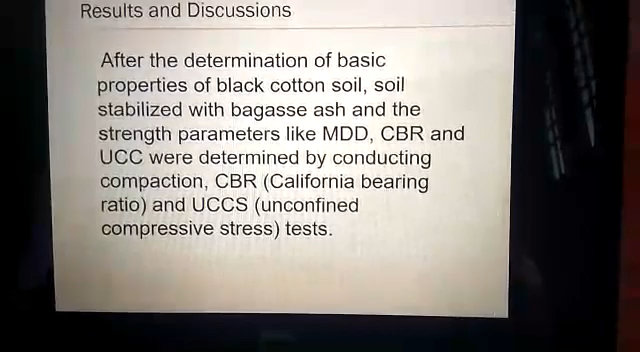 Results and Discussions
After the determination of basic
properties of black cotton soil, soil
stabilized with bagasse ash and the
strength parameters like MDD, CBR and
UCC were determined by conducting
compaction, CBR (California bearing
ratio) and UCCS (unconfined
compressive stress) tests.